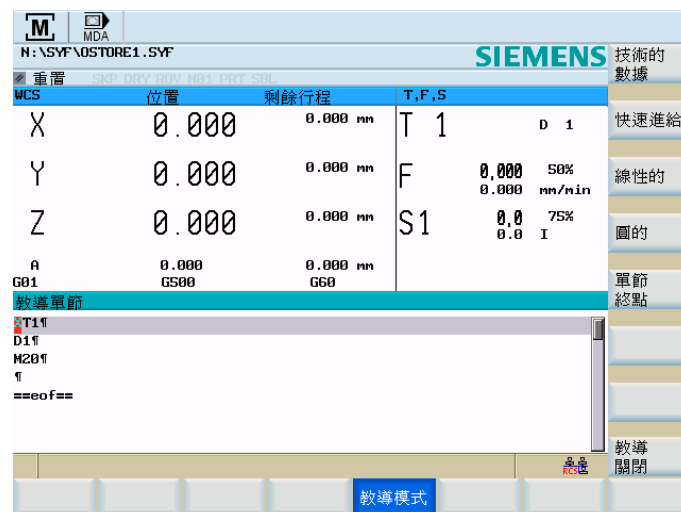 M
MDA
N:\SYF\OSTORE1.SYF
SIEMENS
技術的
數據
重置 SKP DRY ROV M01 PRT SBL
WCS 位置 剩餘行程 T,F,S
X 0.000 0.000 mm T 1 D 1
快速進給
Y 0.000 0.000 mm F 0.000 50%
0.000 mm/min
線性的
Z 0.000 0.000 mm S1 0.0 75%
0.0 I
圓的
A 0.000 0.000 mm
G01 G500 G60
單節
終點
教導單節
T1¶
D1¶
M20¶
¶
==eof==
RCS
教導
關閉
教導模式